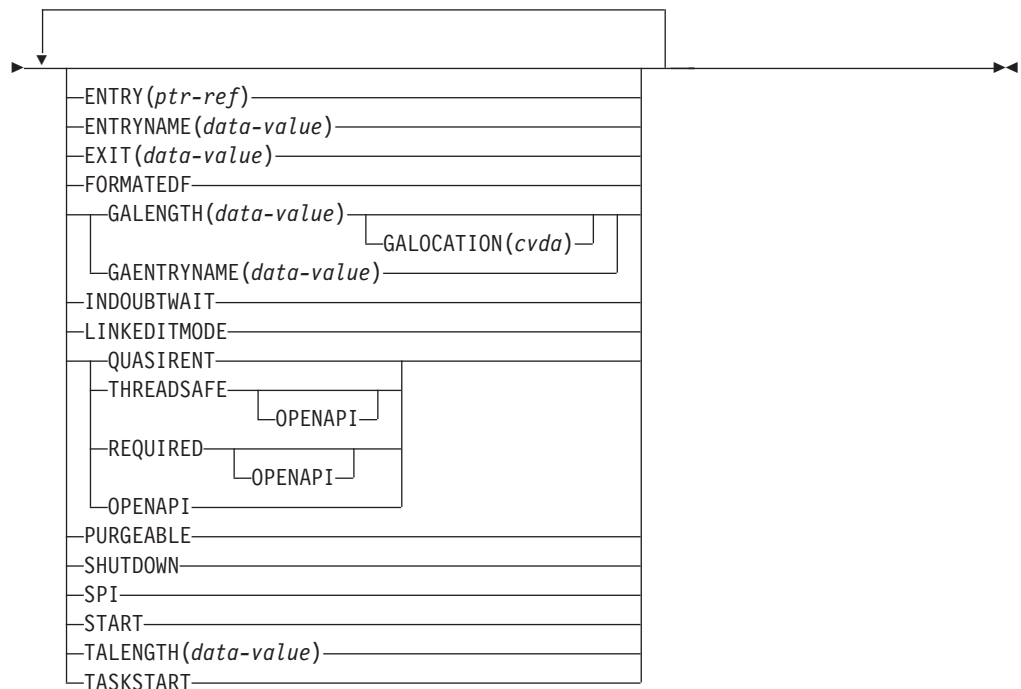 ENTRY(ptr-ref)
ENTRYNAME(data-value)
EXIT(data-value)
FORMATEDF
GALENGTH(data-value)
GALOCATION(cvda)
GAENTRYNAME(data-value)
INDOUBTWAIT
LINKEDITMODE
QUASIRENT
THREADSAFE
OPENAPI
REQUIRED
OPENAPI
OPENAPI
PURGEABLE
SHUTDOWN
SPI
START
TALENGTH(data-value)
TASKSTART